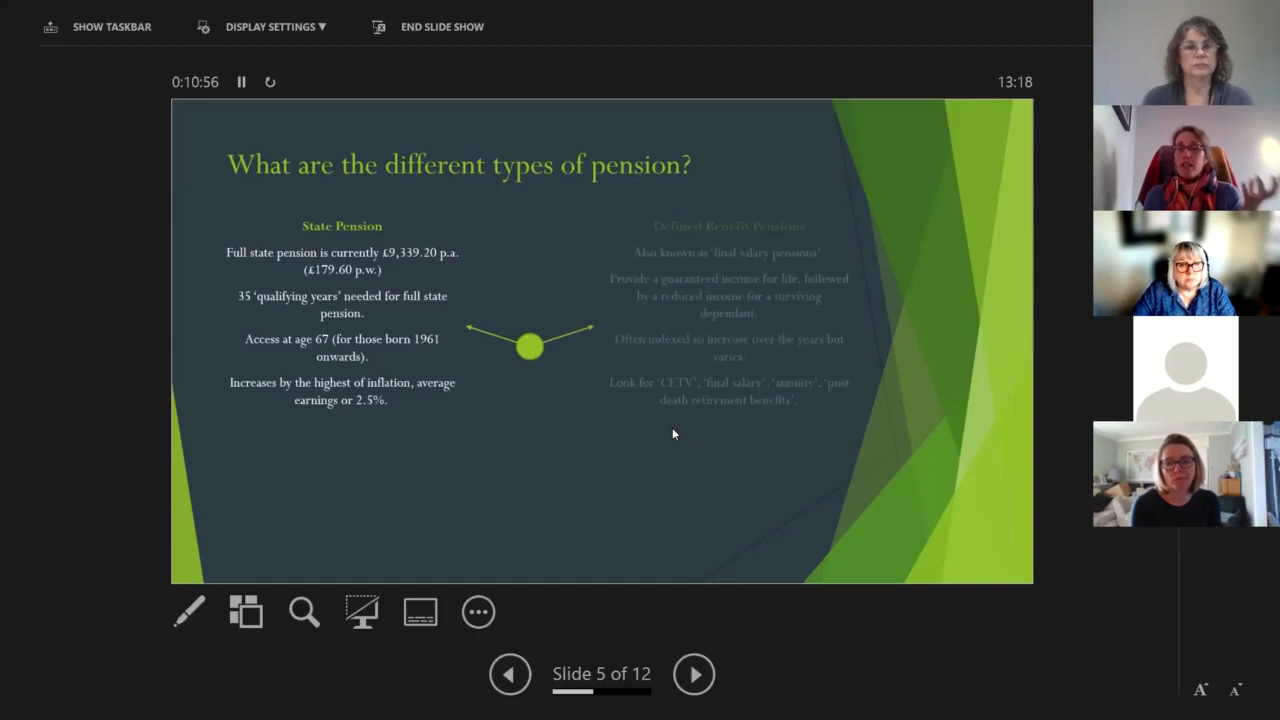 SHOW TASKBAR
DISPLAY SETTINGS ▼
END SLIDE SHOW
0:10:56
13:18
What are the different types of pension?
State Pension
Full state pension is currently £9,339.20 p.a.
(£179.60 p.w.)
35 ‘qualifying years’ needed for full state
pension.
Access at age 67 (for those born 1961
onwards).
Increases by the highest of inflation, average
earnings or 2.5%.
Defined Benefit Pensions
Also known as ‘final salary pensions’
Provide a guaranteed income for life, followed
by a reduced income for a surviving
dependant.
Often indexed so increase over the years but
varies.
Look for ‘CETV’, ‘final salary’, ‘annuity’, ‘post
death retirement benefits’.
Slide 5 of 12
A
A